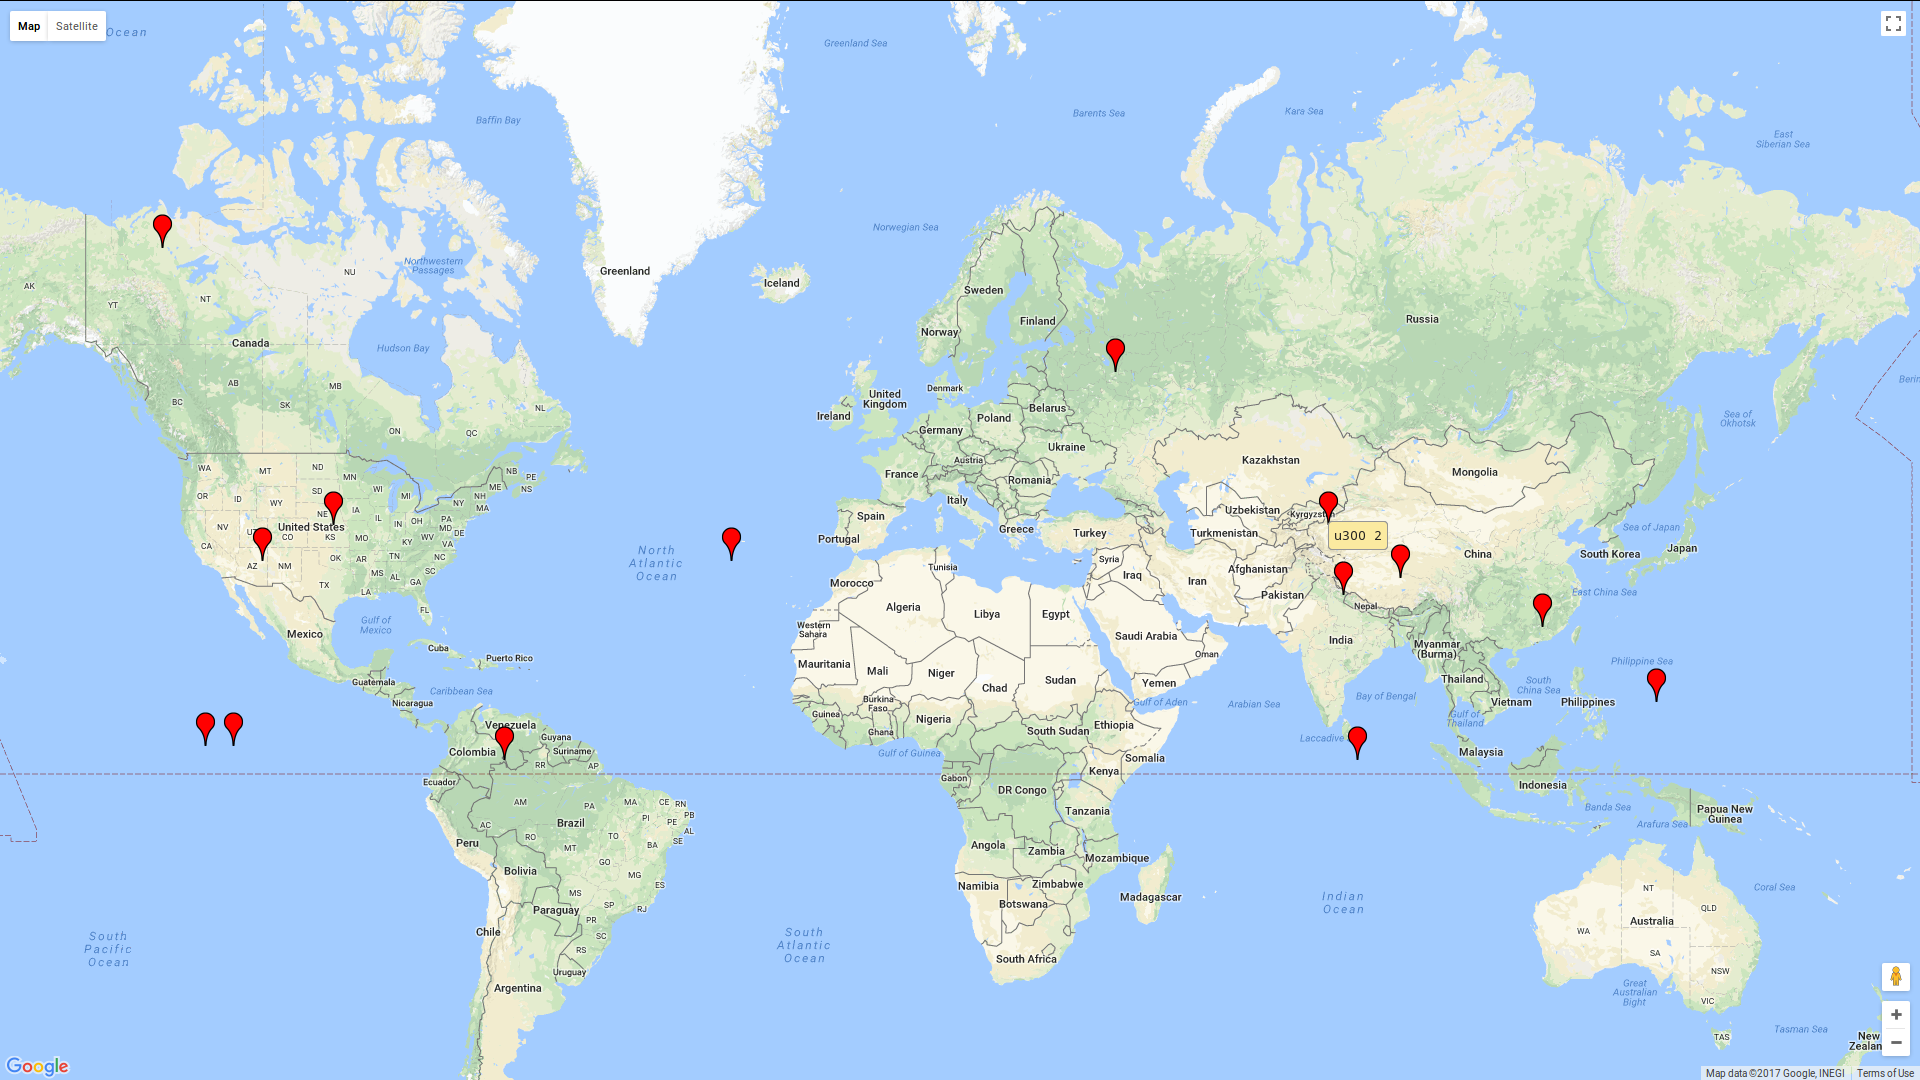 Map
Satellite
Ocean
Greenland Sea
Barents Sea
Kara Sea
Baffin Bay
East
Siberian Sea
Norwegian Sea
Northwestern
Passages
Greenland
NU
Iceland
AK
NT
YT
Sweden
Finland
Russia
Norway
Canada
Hudson Bay
Denmark
AB
MB
BC
SK
NL
United
Kingdom
Ireland
Belarus
Poland
Sea of
Okhotsk
ON
QC
Germany
Ukraine
Austria
Kazakhstan
WA
MT
ND
NB
PE
France
Romania
Mongolia
MN
OR
ID
WY
SD
WI
MI
ME
NS
NY
NH
MA
Italy
Spain
Uzbekistan
NE
IA
Kyrgyzstan
NV
United States
IL
IN
OH
PA
MD
DE
Greece
Turkey
Turkmenistan
u300 2
Sea of Japan
CA
CO
KS
MO
KY
WV
VA
NC
TN
Portugal
North
Atlantic
Ocean
South Korea
Japan
China
OK
AR
AZ
NM
MS
AL
SC
GA
Syria
Iraq
Tunisia
Afghanistan
Iran
Morocco
TX
LA
FL
Pakistan
East China Sea
Algeria
Libya
Egypt
Nepal
Gulf of
Mexico
Mexico
Western
Sahara
Saudi Arabia
India
Myanmar
(Burma)
Cuba
Puerto Rico
Oman
Mauritania
Mali
Niger
Chad
Sudan
Yemen
Philippine Sea
Thailand
South
China Sea
Guatemala
Caribbean Sea
Nicaragua
Burkina
Faso
Gulf of Aden
Arabian Sea
Bay of Bengal
Vietnam
Philippines
Guinea
Nigeria
Ghana
Ethiopia
South Sudan
Gulf of
Thailand
Venezuela
Guyana
Suriname
Colombia
Laccadive
Gulf of Guinea
Somalia
Malaysia
RR
AP
Ecuador
Gabon
Kenya
DR Congo
Indonesia
AM
PA
MA
CE
RN
PB
PE
AL
SE
PI
Tanzania
Banda Sea
Papua New
Guinea
Arafura Sea
AC
Brazil
RO
TO
BA
Peru
MT
GO
Angola
Zambia
Mozambique
Bolivia
MG
ES
MS
Namibia
Zimbabwe
Botswana
Madagascar
Indian
Ocean
NT
Coral Sea
QLD
Paraguay
SP
RJ
PR
SC
Chile
Australia
WA
South
Pacific
Ocean
South
Atlantic
Ocean
RS
Uruguay
South Africa
SA
NSW
Argentina
Great
Australian
Bight
VIC
TAS
Tasman Sea
New
Google
Map data ©2017 Google, INEGI
Terms of Use